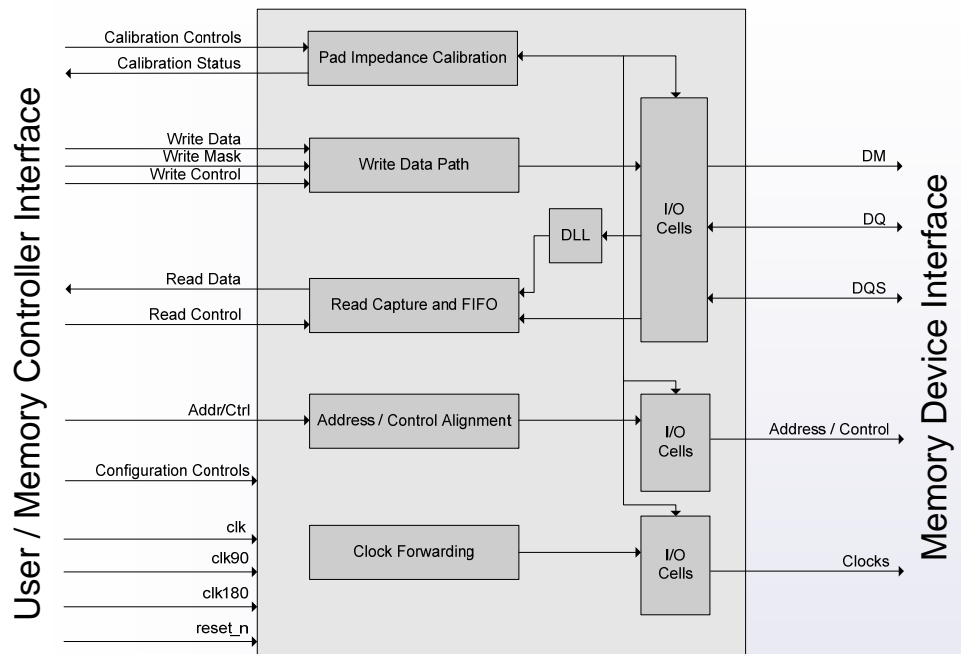 User / Memory Controller Interface
Calibration Controls
Calibration Status
Pad Impedance Calibration
Write Data
Write Mask
Write Control
Write Data Path
I/O
Cells
DM
DQ
DQS
DLL
Read Data
Read Control
Read Capture and FIFO
Addr/Ctrl
Address / Control Alignment
I/O
Cells
Address / Control
Configuration Controls
clk
clk90
clk180
reset_n
Clock Forwarding
I/O
Cells
Clocks
Memory Device Interface